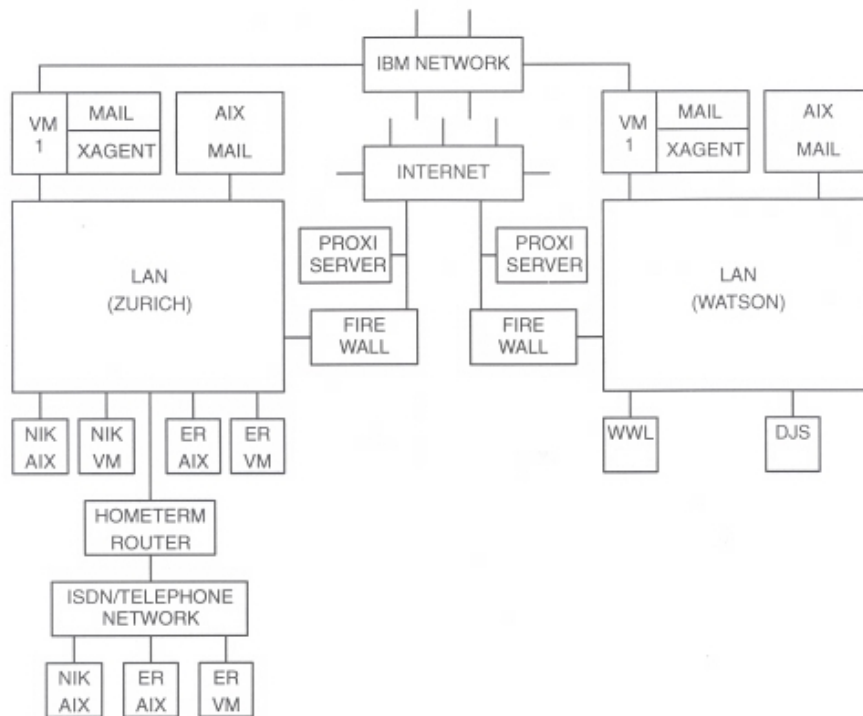 IBM NETWORK
VM
1
MAIL
XAGENT
AIX
MAIL
INTERNET
VM
1
MAIL
XAGENT
AIX
MAIL
PROXI
SERVER
PROXI
SERVER
LAN
(ZURICH)
LAN
(WATSON)
FIRE
WALL
FIRE
WALL
NIK
AIX
NIK
VM
ER
AIX
ER
VM
WWL
DJS
HOMETERM
ROUTER
ISDN/TELEPHONE
NETWORK
NIK
AIX
ER
AIX
ER
VM